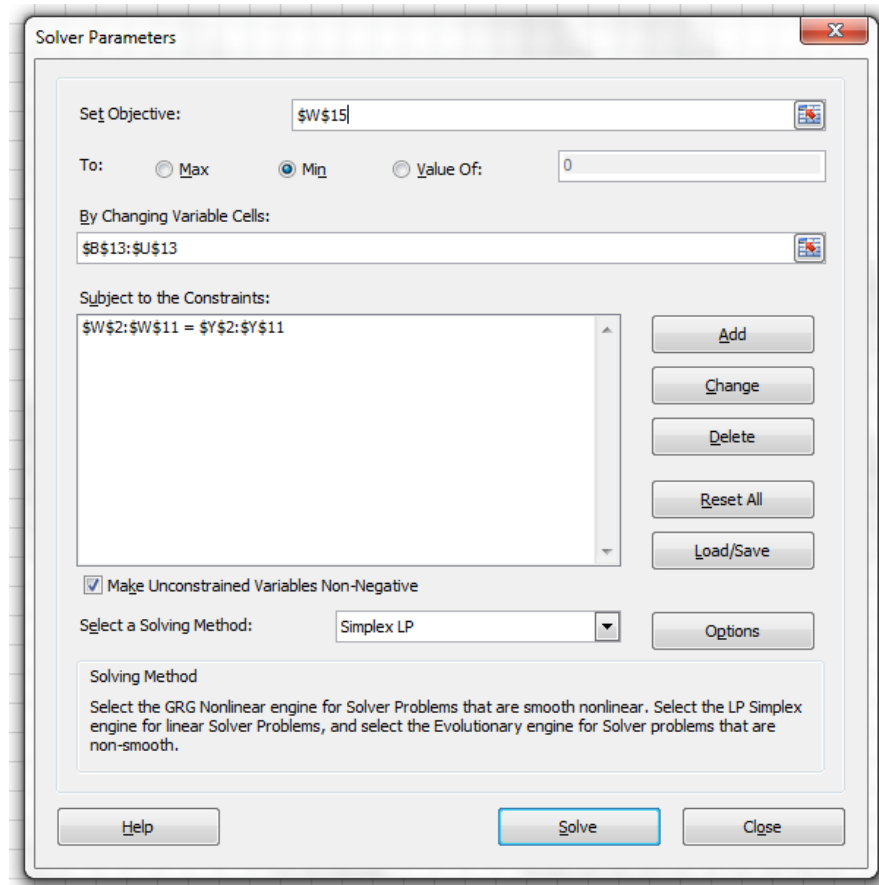 Solver Parameters
Set Objective:
$W$15
To:
Max
Min
Value Of:
0
By Changing Variable Cells:
$B$13:$U$13
Subject to the Constraints:
$W$2:$W$11 = $Y$2:$Y$11
Add
Change
Delete
Reset All
Load/Save
Make Unconstrained Variables Non-Negative
Select a Solving Method:
Simplex LP
Options
Solving Method
Select the GRG Nonlinear engine for Solver Problems that are smooth nonlinear. Select the LP Simplex
engine for linear Solver Problems, and select the Evolutionary engine for Solver problems that are
non-smooth.
Help
Solve
Close